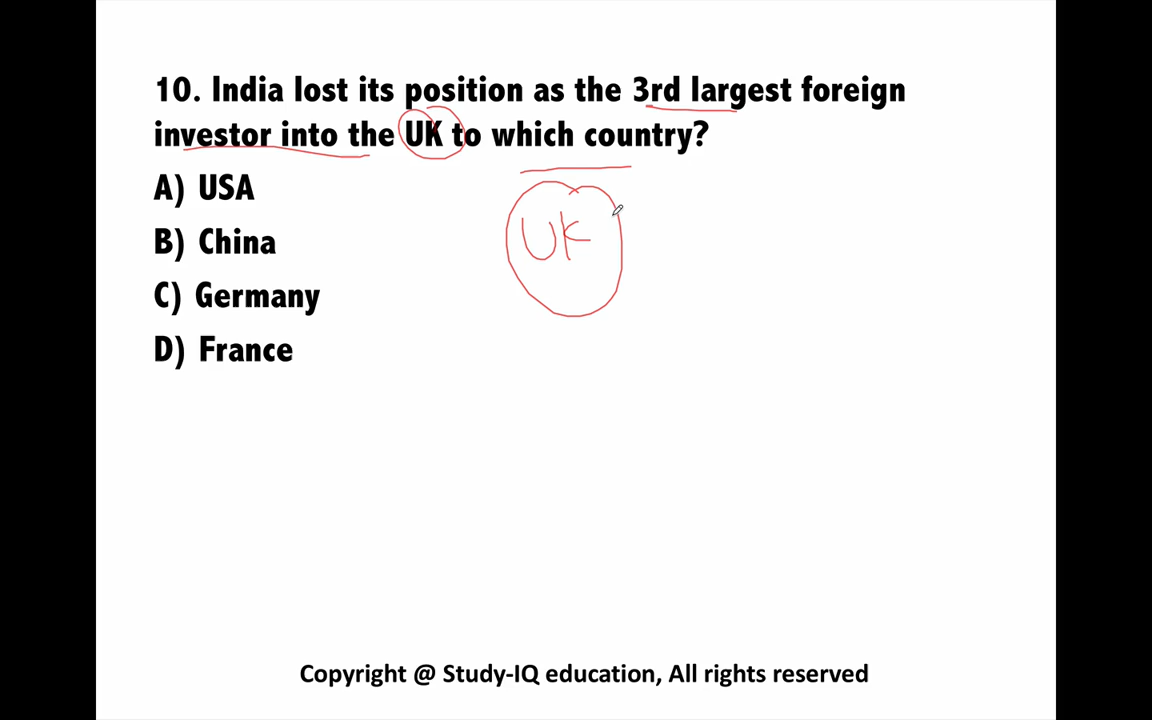 10. India lost its position as the 3rd largest foreign
investor into the UK to which country?
A) USA
UK
B) China
C) Germany
D) France
Copyright @ Study-IQ education, All rights reserved